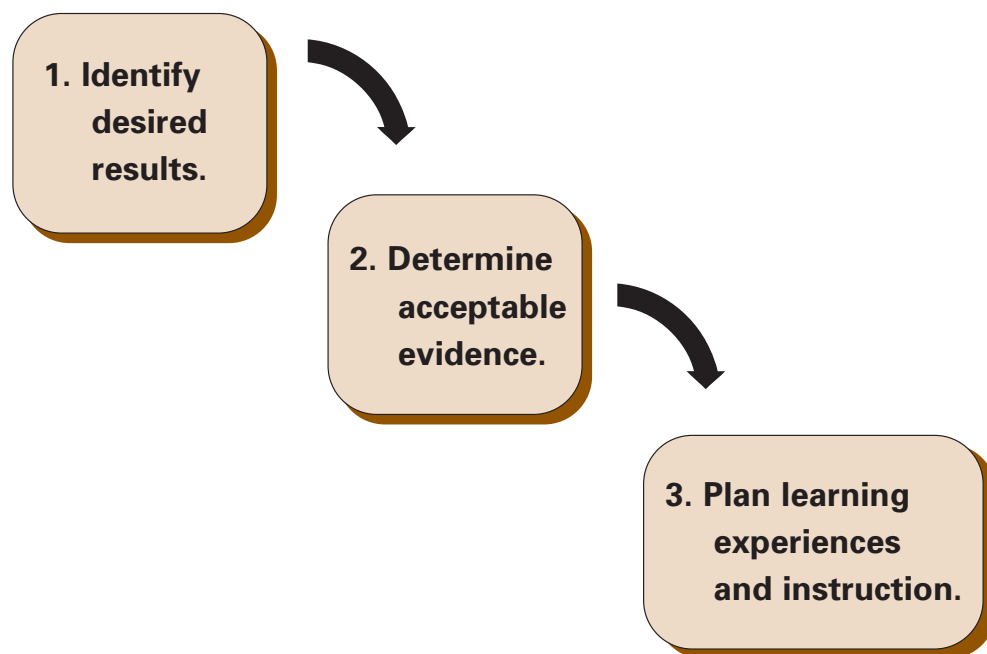 1. Identify
desired
results.
2. Determine
acceptable
evidence.
3. Plan learning
experiences
and instruction.